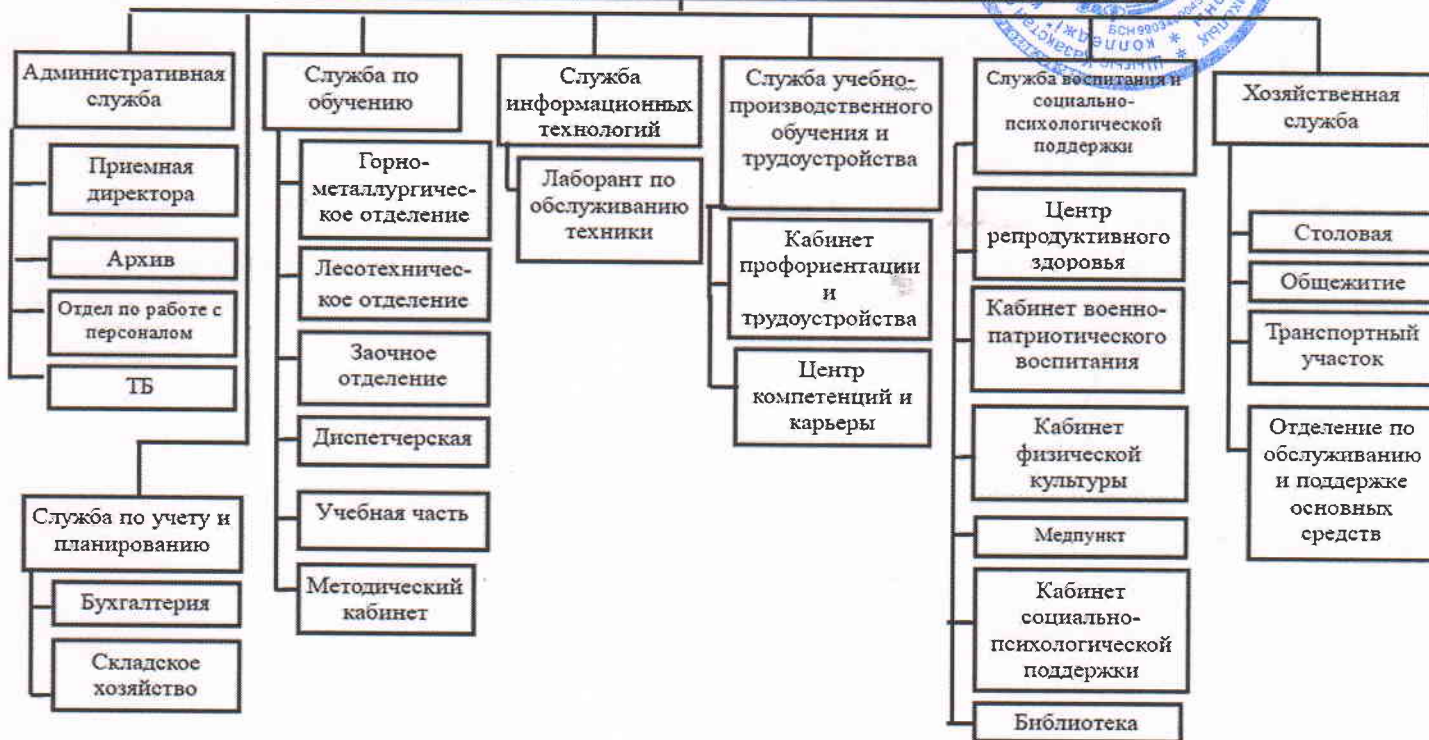 Административная
служба
Приемная
директора
Архив
Отдел по работе с
персоналом
ТБ
Служба по учету и
планированию
Бухгалтерия
Складское
хозяйство
Служба по
обучению
Горно-
металлургичес-
кое отделение
Лесотехничес-
кое отделение
Заочное
отделение
Диспетчерская
Учебная часть
Методический
кабинет
Служба
информационных
технологий
Лаборант по
обслуживанию
техники
Служба учебно-
производственного
обучения и
трудоустройства
Кабинет
профориентации
и
трудоустройства
Центр
компетенций и
карьеры
Служба воспитания и
социально-
психологической
поддержки
Центр
репродуктивного
здоровья
Кабинет военно-
патриотического
воспитания
Кабинет
физической
культуры
Медпункт
Кабинет
социально-
психологической
поддержки
Библиотека
Хозяйственная
служба
Столовая
Общежитие
Транспортный
участок
Отделение по
обслуживанию
и поддержке
основных
средств